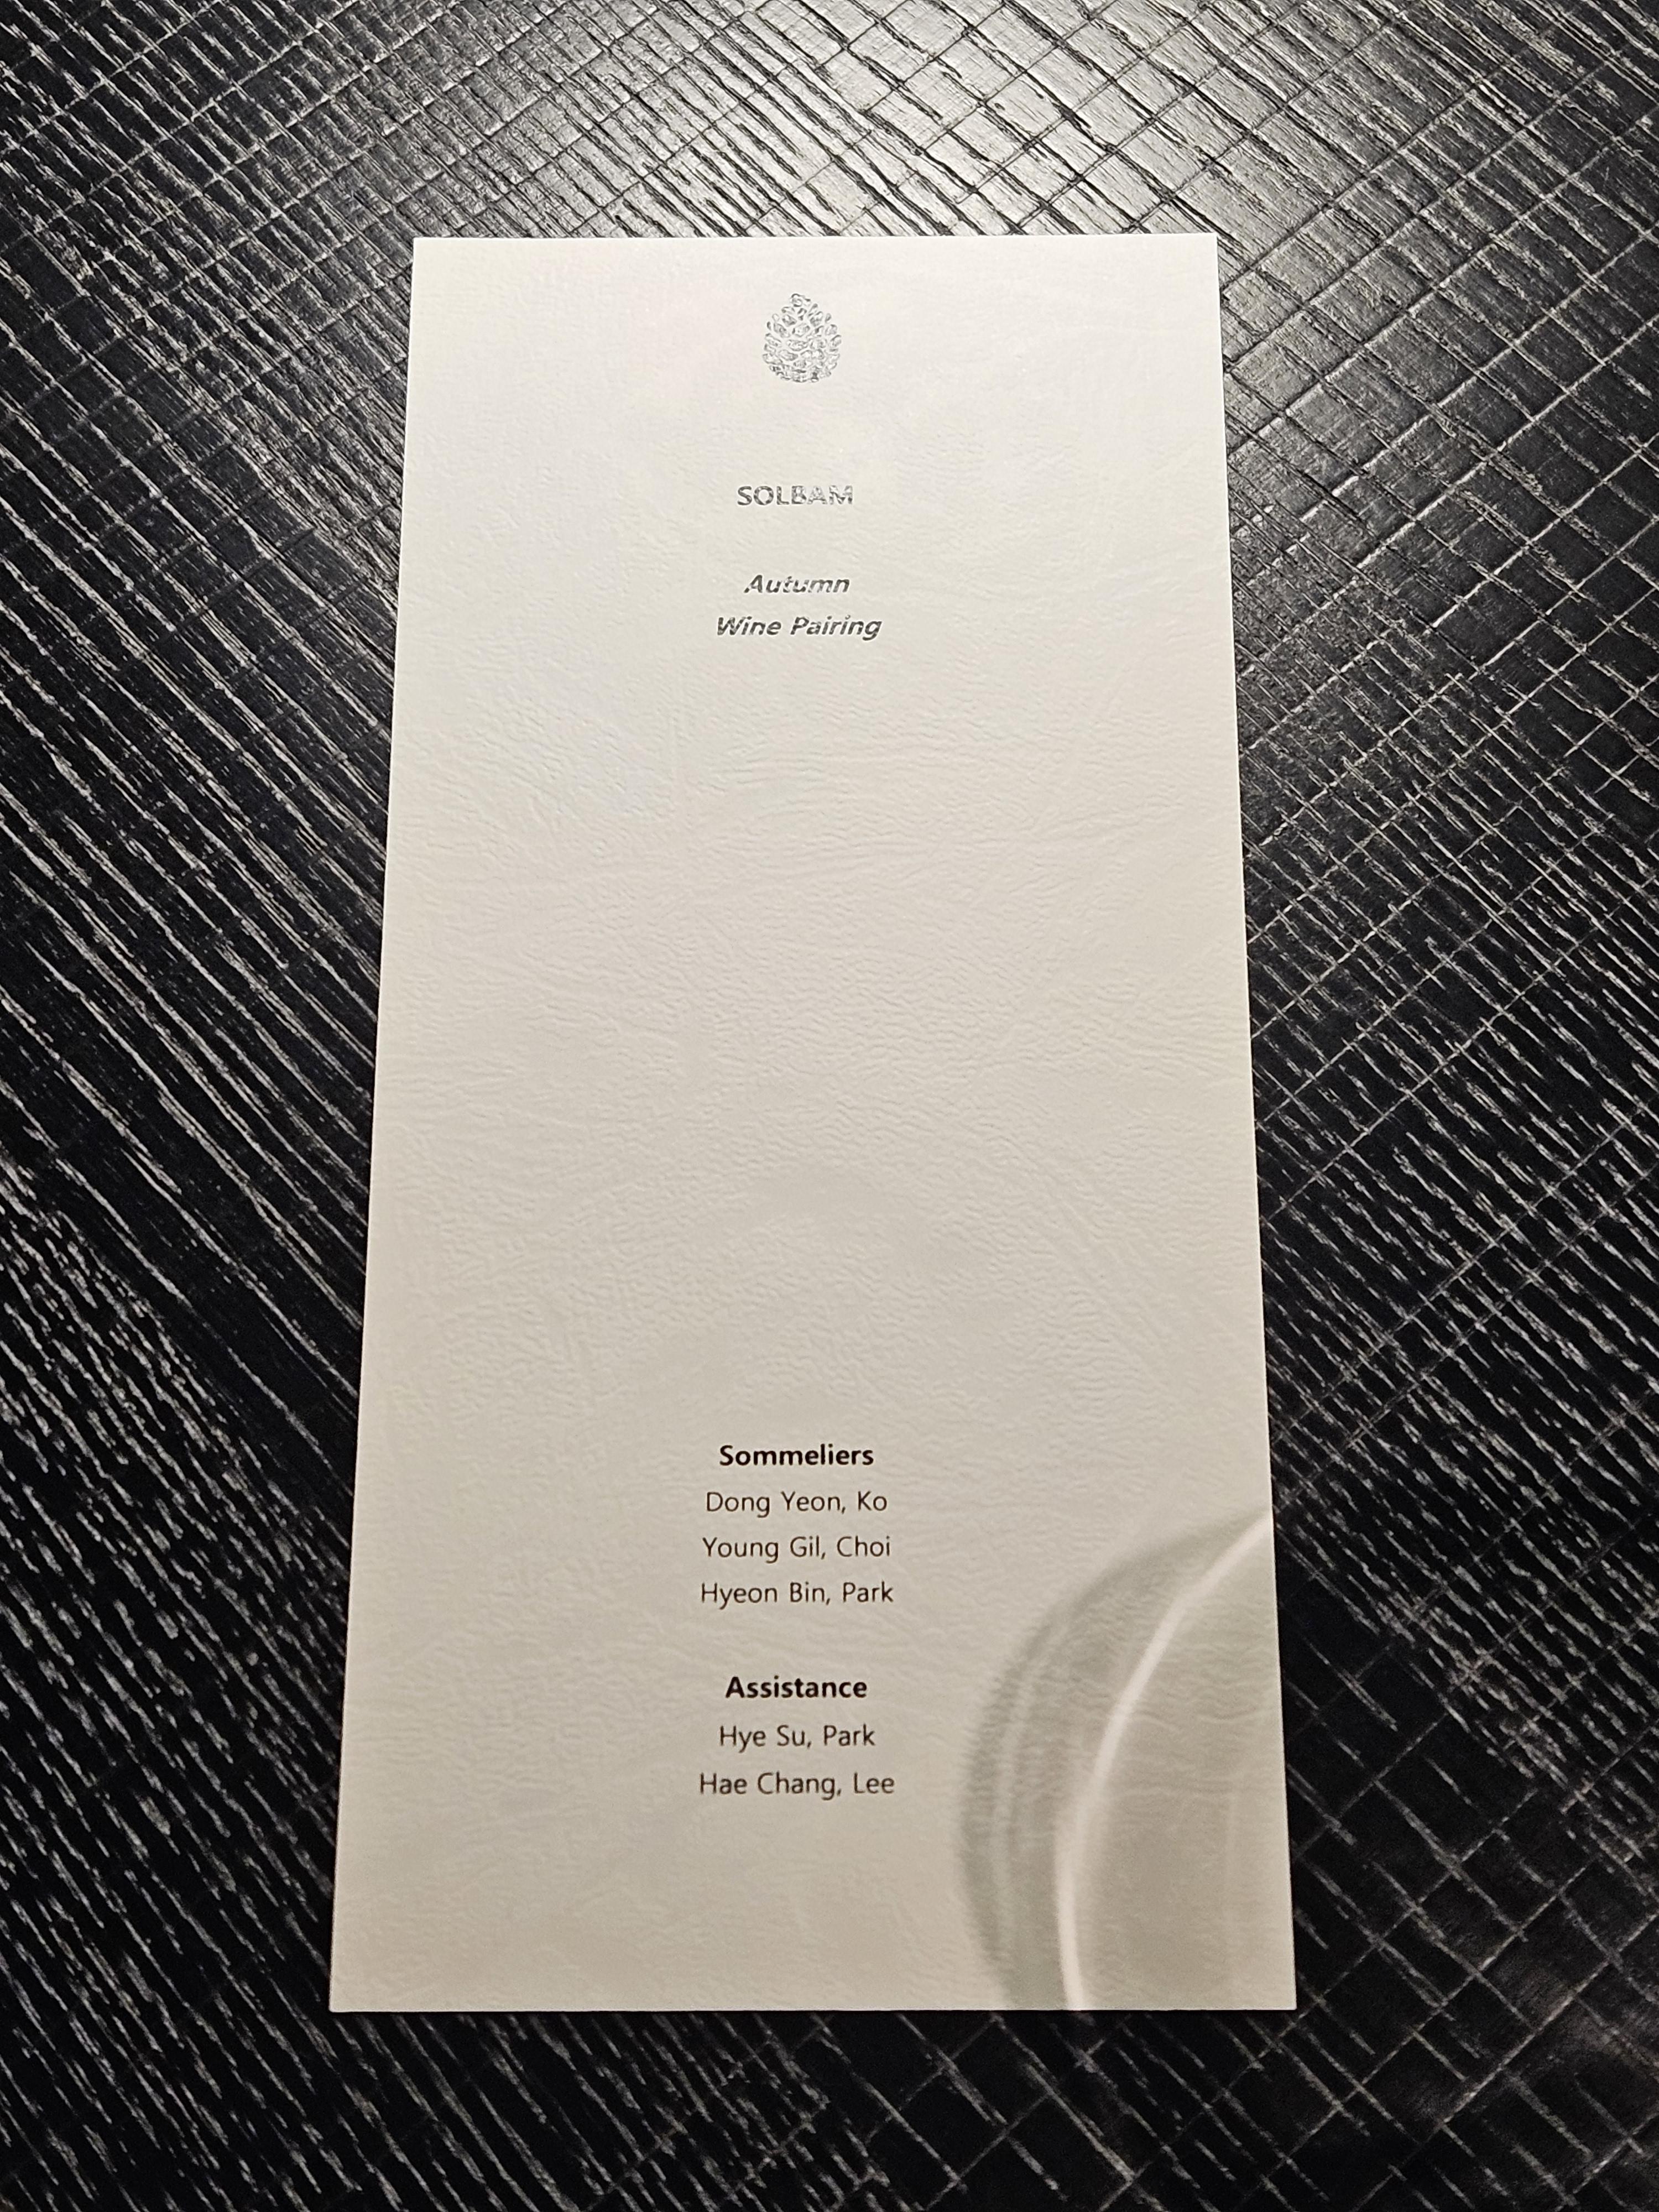 SOLBAM
Autumn
Wine Pairing
Sommeliers
Dong Yeon, Ko
Young Gil, Choi
Hyeon Bin, Park
Assistance
Hye Su, Park
Hae Chang, Lee